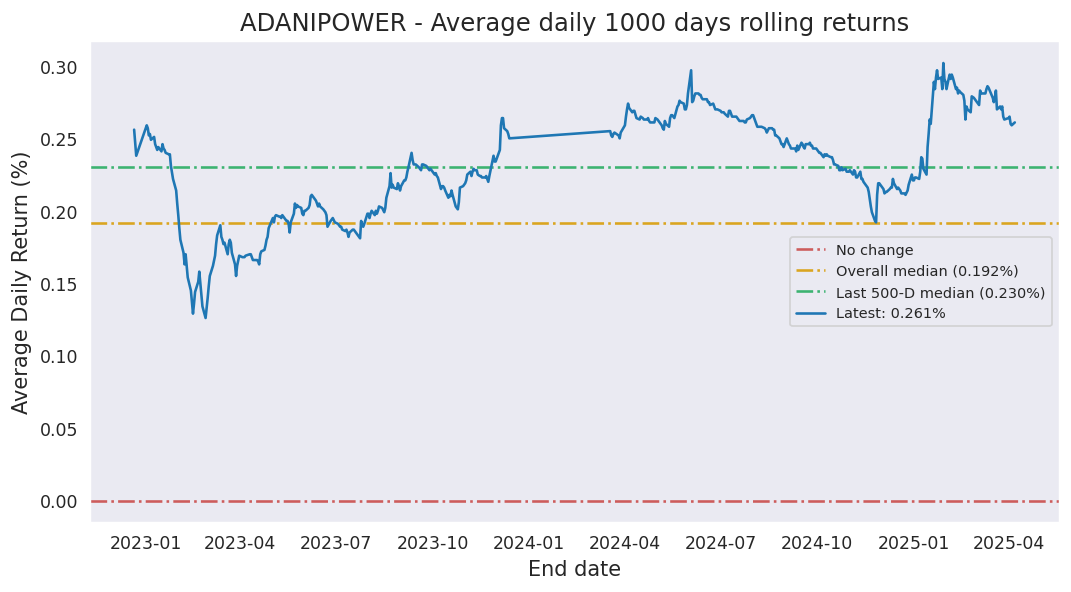 ADANIPOWER - Average daily 1000 days rolling returns
Average Daily Return (%)
0.30
0.25
0.20
0.15
0.10
0.05
0.00
No change
Overall median (0.192%)
Last 500-D median (0.230%)
Latest: 0.261%
2023-01 2023-04 2023-07 2023-10 2024-01 2024-04 2024-07 2024-10 2025-01 2025-04
End date